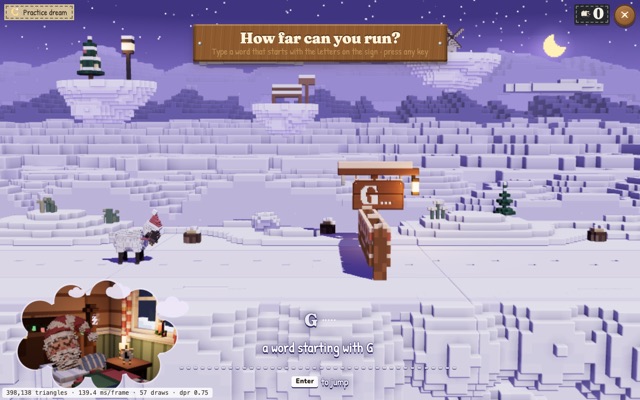 Practice dream
How far can you run?
Type a word that starts with the letters on the sign · press any key
0
G...
G
a word starting with G
Enter to jump
398,138 triangles · 139.4 ms/frame · 57 draws · dpr 0.75